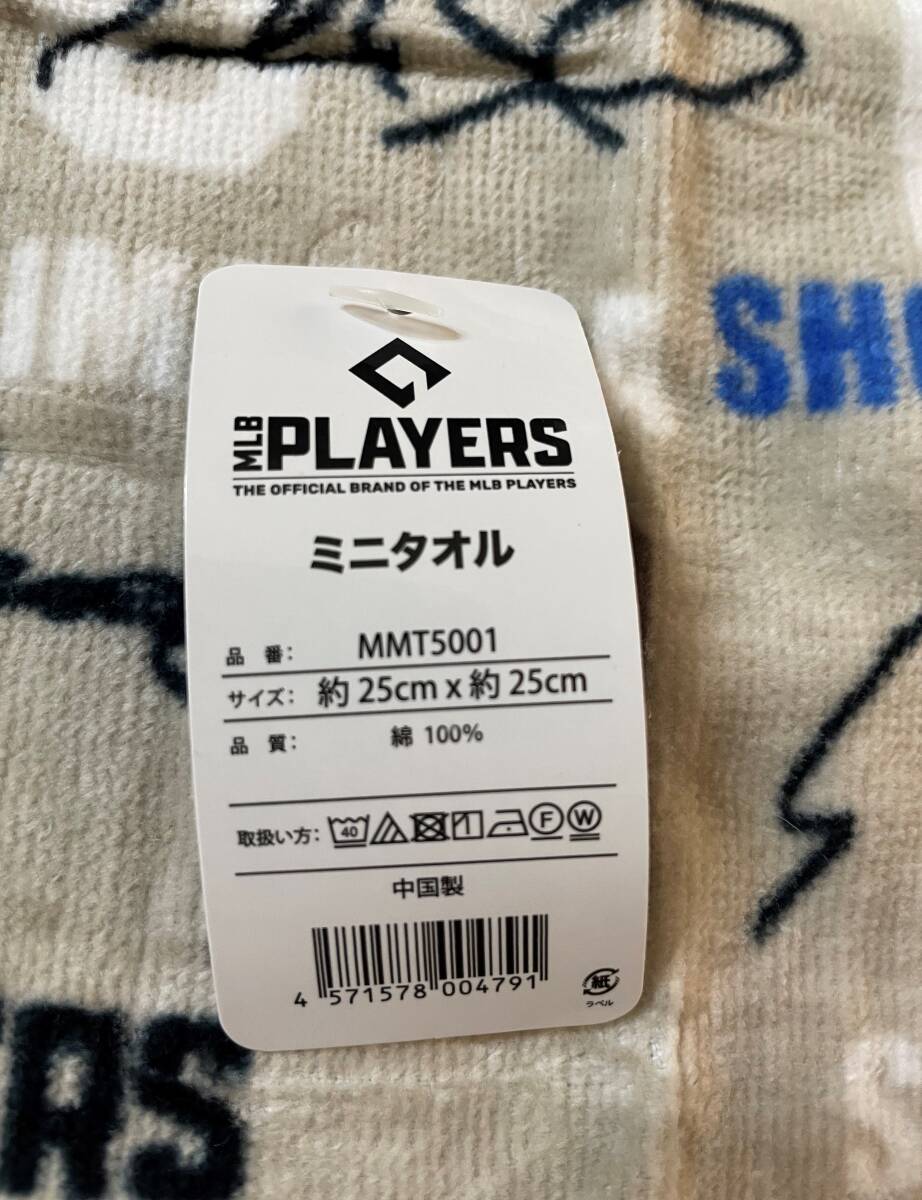 SH
MLB PLAYERS
THE OFFICIAL BRAND OF THE MLB PLAYERS
ミニタオル
品 番: MMT5001
サイズ: 約 25cm x 約 25cm
品 質: 綿 100%
取扱い方: 40 F W
中国製
4 571578 004791
紙
ラベル
RS